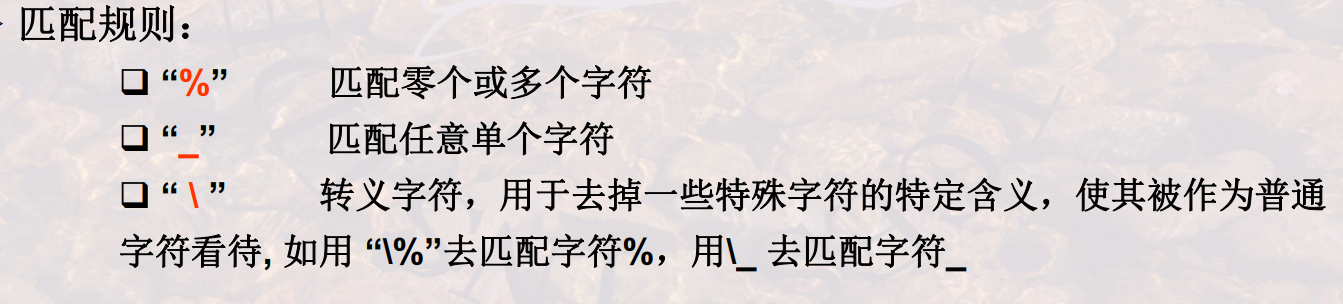 匹配规则：
❑ “%” 匹配零个或多个字符
❑ “_” 匹配任意单个字符
❑ “ \ ” 转义字符，用于去掉一些特殊字符的特定含义，使其被作为普通
字符看待, 如用 “\%”去匹配字符%，用\_ 去匹配字符_